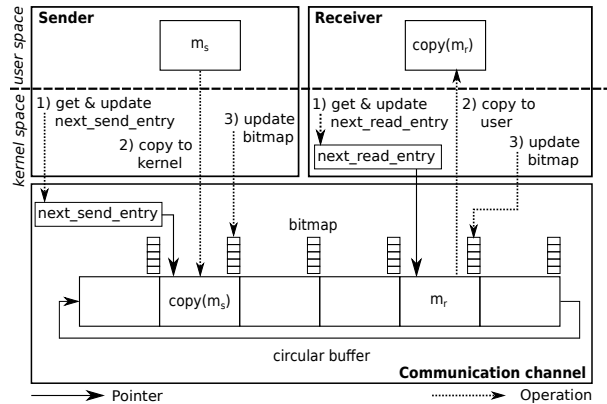 user space
kernel space
Sender
m_s
1) get & update
next_send_entry
2) copy to
kernel
3) update
bitmap
Receiver
copy(m_r)
1) get & update
next_read_entry
next_read_entry
2) copy to
user
3) update
bitmap
next_send_entry
bitmap
copy(m_s)
m_r
circular buffer
Communication channel
Pointer
Operation